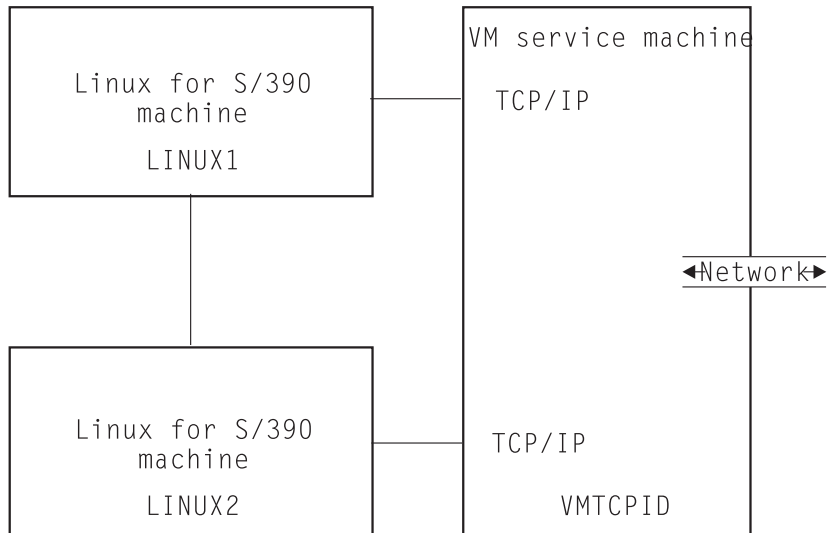 Linux for S/390
machine
LINUX1
VM service machine
TCP/IP
Network
Linux for S/390
machine
LINUX2
TCP/IP
VMTCPID